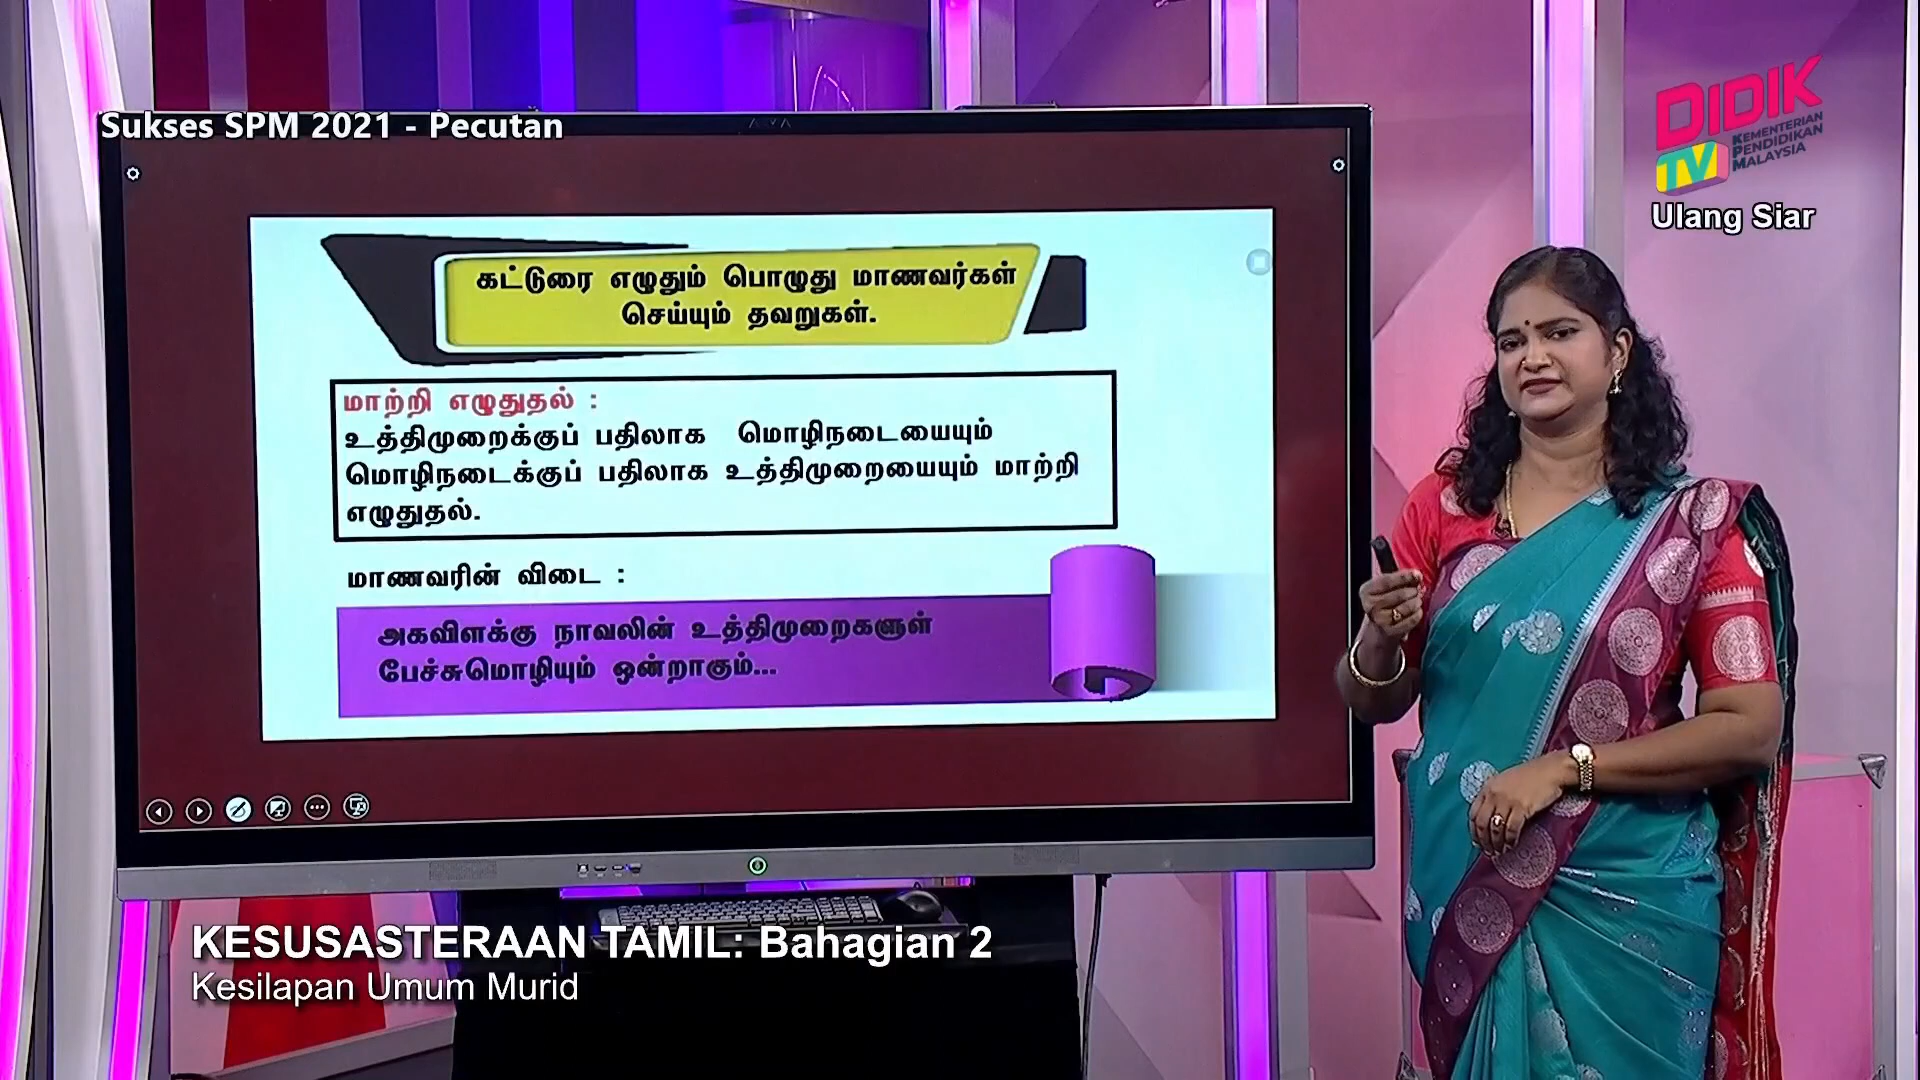 Sukses SPM 2021 - Pecutan
DIDIK
TV
KEMENTERIAN
PENDIDIKAN
MALAYSIA
Ulang Siar
கட்டுரை எழுதும் பொழுது மாணவர்கள்
செய்யும் தவறுகள்.
மாற்றி எழுதுதல் :
உத்திமுறைக்குப் பதிலாக மொழிநடையையும்
மொழிநடைக்குப் பதிலாக உத்திமுறையையும் மாற்றி
எழுதுதல்.
மாணவரின் விடை :
அகவிளக்கு நாவலின் உத்திமுறைகளுள்
பேச்சுமொழியும் ஒன்றாகும்...
KESUSASTERAAN TAMIL: Bahagian 2
Kesilapan Umum Murid